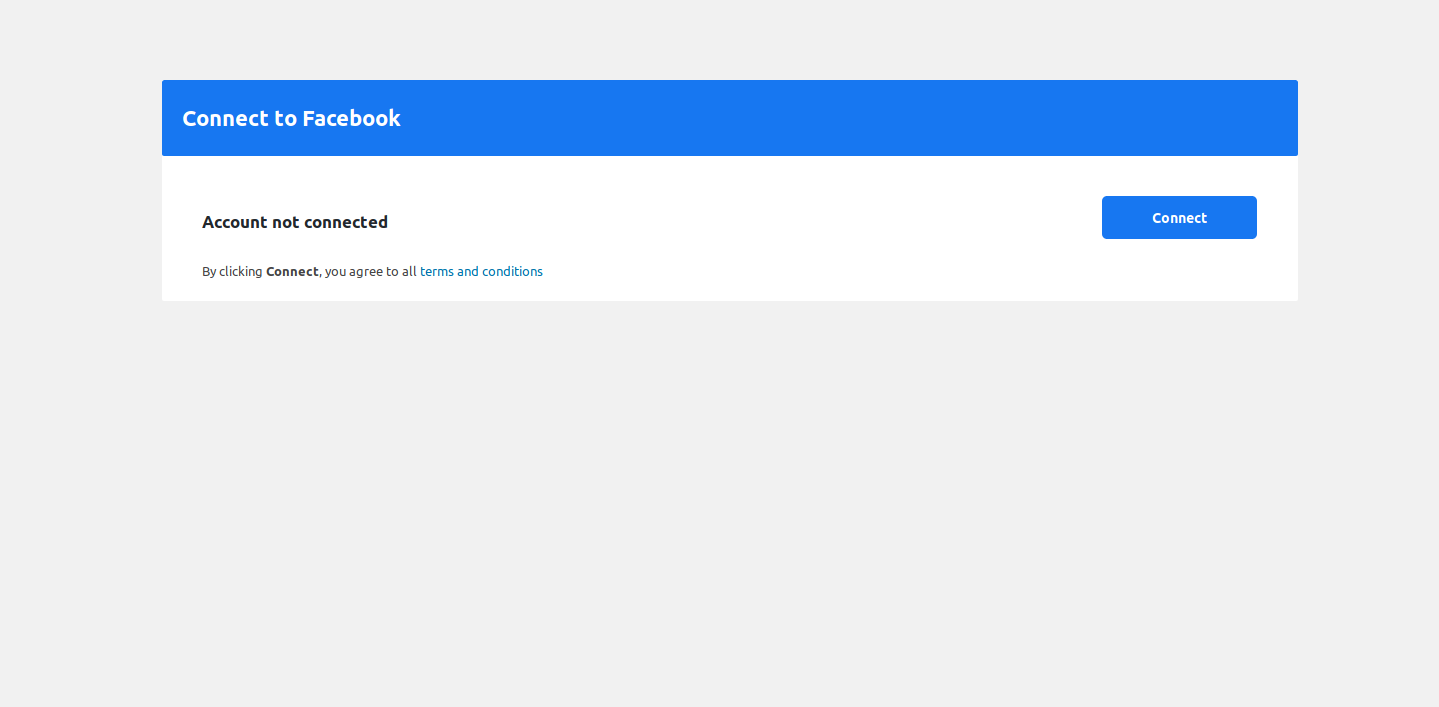 Connect to Facebook
Account not connected
Connect
By clicking Connect, you agree to all terms and conditions